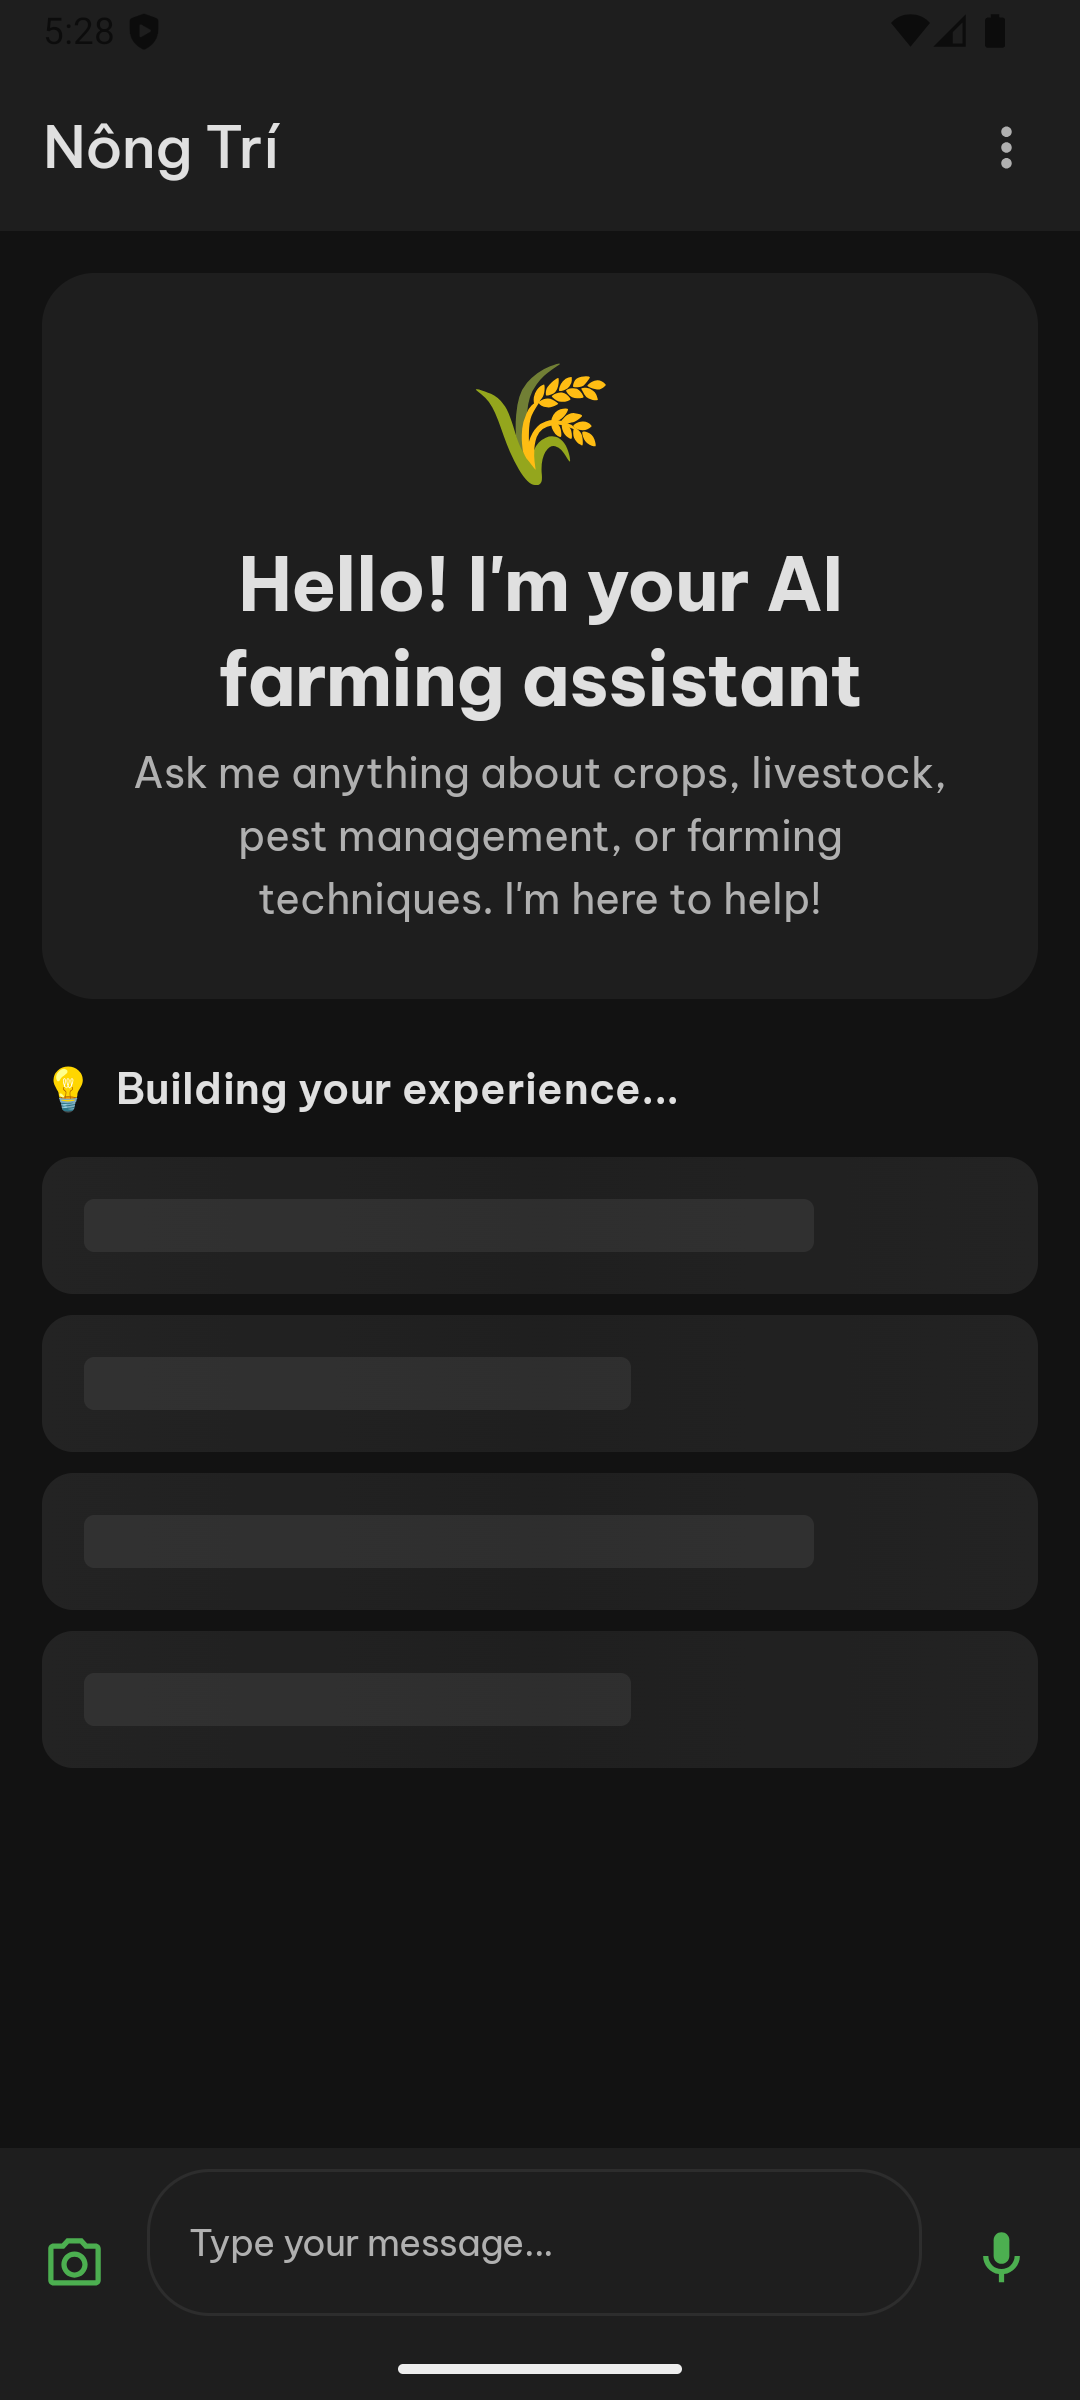 5:28
Nông Trí
Hello! I'm your AI
farming assistant
Ask me anything about crops, livestock,
pest management, or farming
techniques. I'm here to help!
Building your experience...
Type your message...